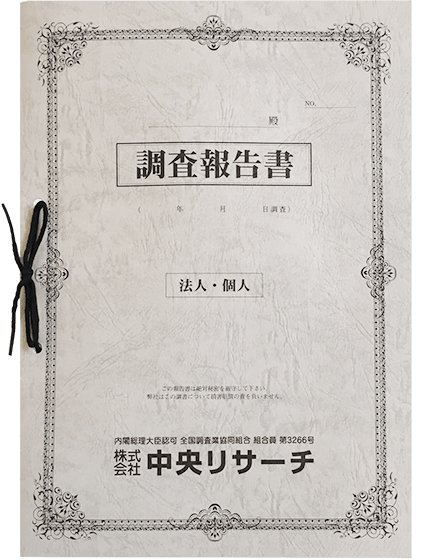 NO.
殿
調査報告書
( 年 月 日調査)
法人・個人
この報告書は絶対秘密を厳守して下さい。
弊社はこの調書について損害賠償の責を負いません。
内閣総理大臣認可 全国調査業協同組合 組合員 第3266号
株式会社 中央リサーチ